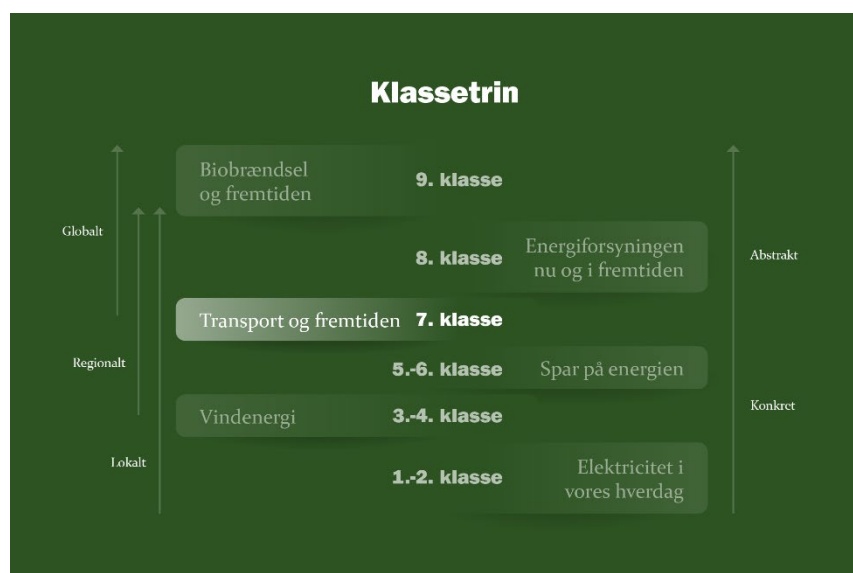 Klassetrin
Biobrændsel
og fremtiden
9. klasse
Globalt
8. klasse
Energiforsyningen
nu og i fremtiden
Abstrakt
Transport og fremtiden 7. klasse
Regionalt
5.-6. klasse
Spar på energien
Vindenergi
3.-4. klasse
Konkret
Lokalt
1.-2. klasse
Elektricitet i
vores hverdag